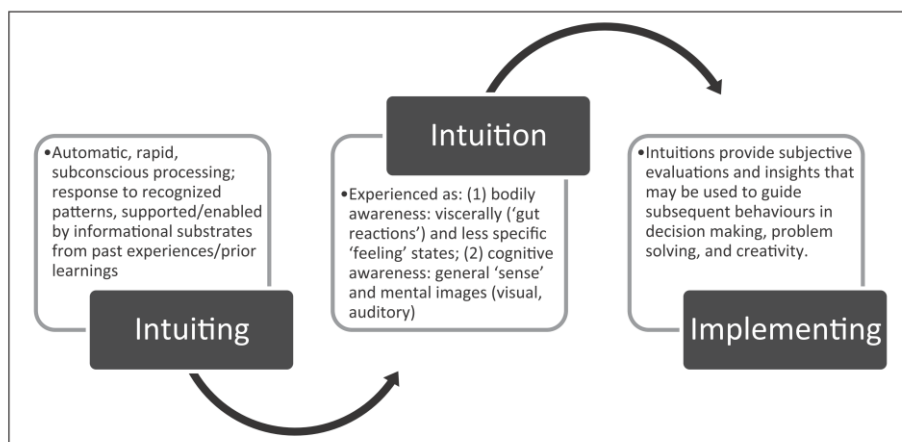 •Automatic, rapid,
subconscious processing;
response to recognized
patterns, supported/enabled
by informational substrates
from past experiences/prior
learnings
Intuiting
Intuition
•Experienced as: (1) bodily
awareness: viscerally (‘gut
reactions’) and less specific
‘feeling’ states; (2) cognitive
awareness: general ‘sense’
and mental images (visual,
auditory)
•Intuitions provide subjective
evaluations and insights that
may be used to guide
subsequent behaviours in
decision making, problem
solving, and creativity.
Implementing